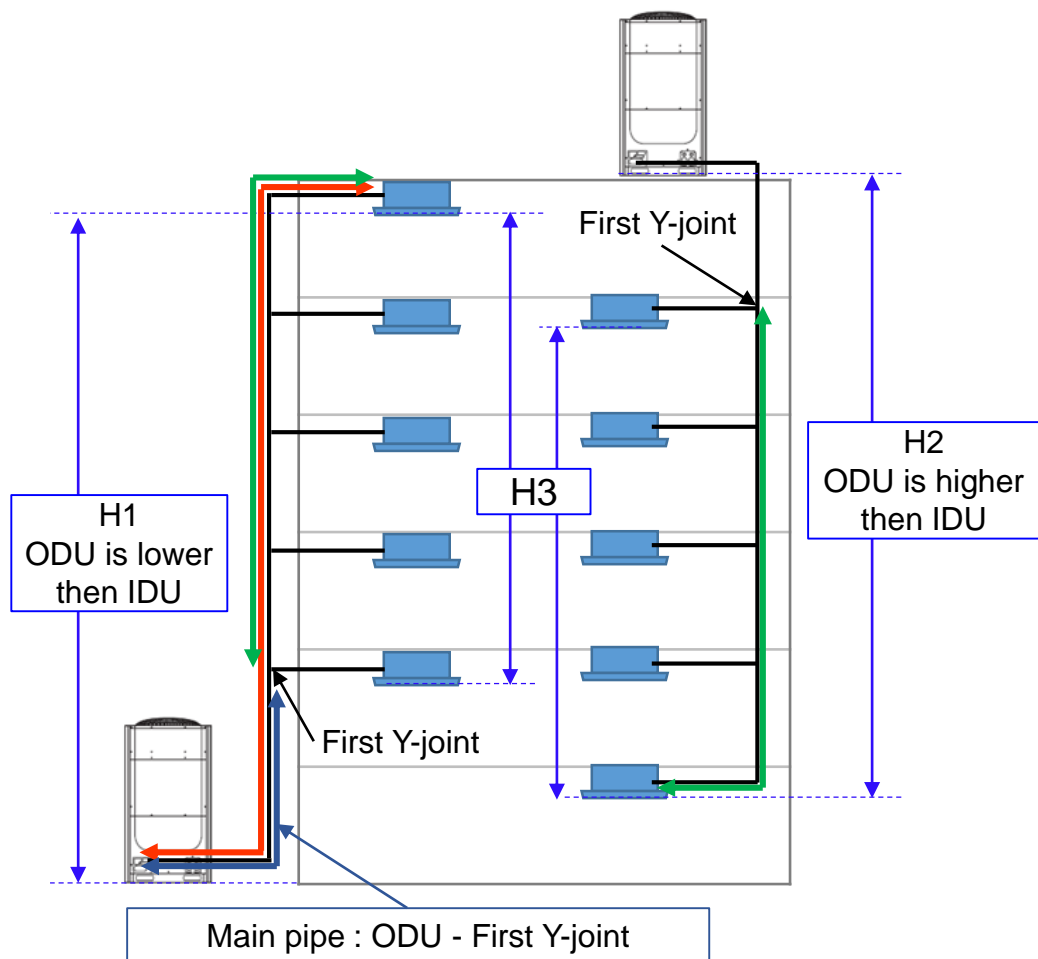 First Y-joint
H1
ODU is lower
then IDU
H3
H2
ODU is higher
then IDU
First Y-joint
Main pipe : ODU - First Y-joint